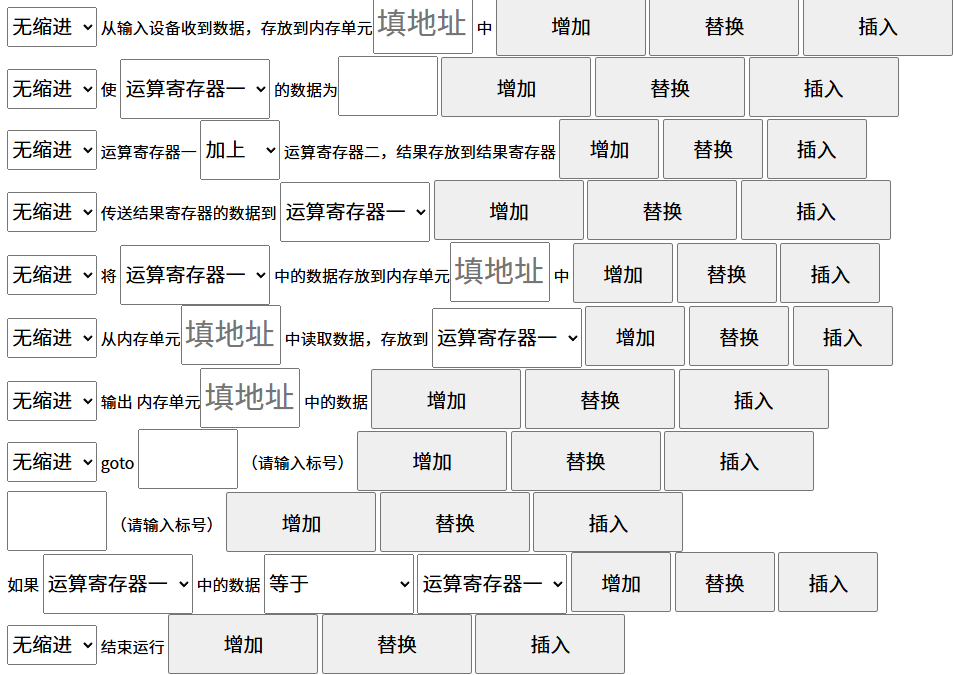 无缩进 从输入设备收到数据，存放到内存单元 填地址 中 增加 替换 插入
无缩进 使 运算寄存器一 的数据为 增加 替换 插入
无缩进 运算寄存器一 加上 运算寄存器二，结果存放到结果寄存器 增加 替换 插入
无缩进 传送结果寄存器的数据到 运算寄存器一 增加 替换 插入
无缩进 将 运算寄存器一 中的数据存放到内存单元 填地址 中 增加 替换 插入
无缩进 从内存单元 填地址 中读取数据，存放到 运算寄存器一 增加 替换 插入
无缩进 输出 内存单元 填地址 中的数据 增加 替换 插入
无缩进 goto （请输入标号） 增加 替换 插入
（请输入标号） 增加 替换 插入
如果 运算寄存器一 中的数据 等于 运算寄存器一 增加 替换 插入
无缩进 结束运行 增加 替换 插入